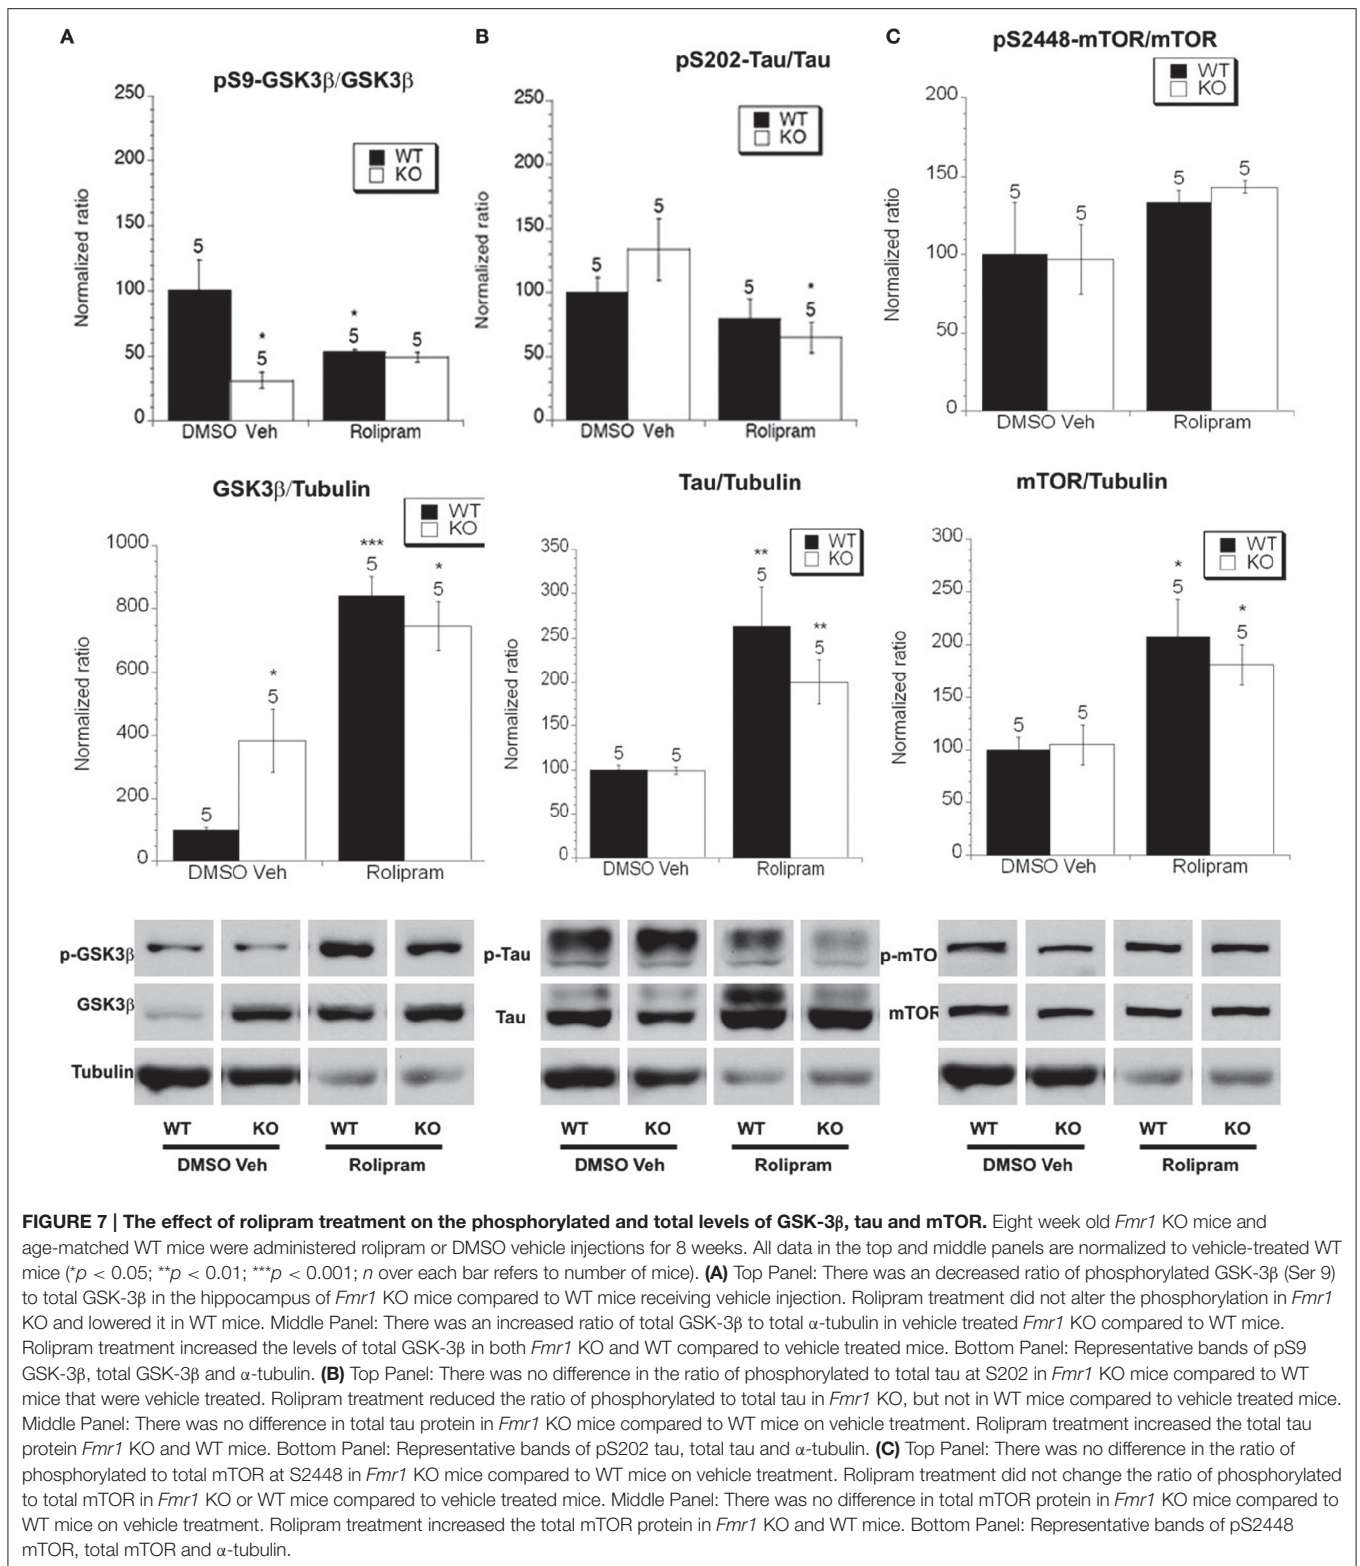 A
pS9-GSK3β/GSK3β
WT
KO
Normalized ratio
250
200
150
100
50
0
5
*
5
*
5
5
DMSO Veh
Rolipram
B
pS202-Tau/Tau
WT
KO
Normalized ratio
250
200
150
100
50
0
5
5
5
*
5
DMSO Veh
Rolipram
C
pS2448-mTOR/mTOR
WT
KO
Normalized ratio
200
150
100
50
0
5
5
5
5
DMSO Veh
Rolipram
GSK3β/Tubulin
WT
KO
Normalized ratio
1000
800
600
400
200
0
5
*
5
***
5
*
5
DMSO Veh
Rolipram
Tau/Tubulin
WT
KO
Normalized ratio
350
300
250
200
150
100
50
0
5
5
**
5
**
5
DMSO Veh
Rolipram
mTOR/Tubulin
WT
KO
Normalized ratio
300
250
200
150
100
50
0
5
5
*
5
*
5
DMSO Veh
Rolipram
p-GSK3β
GSK3β
Tubulin
WT KO WT KO
DMSO Veh Rolipram
p-Tau
Tau
WT KO WT KO
DMSO Veh Rolipram
p-mTO
mTOR
WT KO WT KO
DMSO Veh Rolipram
FIGURE 7 | The effect of rolipram treatment on the phosphorylated and total levels of GSK-3β, tau and mTOR. Eight week old Fmr1 KO mice and
age-matched WT mice were administered rolipram or DMSO vehicle injections for 8 weeks. All data in the top and middle panels are normalized to vehicle-treated WT
mice (*p < 0.05; **p < 0.01; ***p < 0.001; n over each bar refers to number of mice). (A) Top Panel: There was an decreased ratio of phosphorylated GSK-3β (Ser 9)
to total GSK-3β in the hippocampus of Fmr1 KO mice compared to WT mice receiving vehicle injection. Rolipram treatment did not alter the phosphorylation in Fmr1
KO and lowered it in WT mice. Middle Panel: There was an increased ratio of total GSK-3β to total α-tubulin in vehicle treated Fmr1 KO compared to WT mice.
Rolipram treatment increased the levels of total GSK-3β in both Fmr1 KO and WT compared to vehicle treated mice. Bottom Panel: Representative bands of pS9
GSK-3β, total GSK-3β and α-tubulin. (B) Top Panel: There was no difference in the ratio of phosphorylated to total tau at S202 in Fmr1 KO mice compared to WT
mice that were vehicle treated. Rolipram treatment reduced the ratio of phosphorylated to total tau in Fmr1 KO, but not in WT mice compared to vehicle treated mice.
Middle Panel: There was no difference in total tau protein in Fmr1 KO mice compared to WT mice on vehicle treatment. Rolipram treatment increased the total tau
protein Fmr1 KO and WT mice. Bottom Panel: Representative bands of pS202 tau, total tau and α-tubulin. (C) Top Panel: There was no difference in the ratio of
phosphorylated to total mTOR at S2448 in Fmr1 KO mice compared to WT mice on vehicle treatment. Rolipram treatment did not change the ratio of phosphorylated
to total mTOR in Fmr1 KO or WT mice compared to vehicle treated mice. Middle Panel: There was no difference in total mTOR protein in Fmr1 KO mice compared to
WT mice on vehicle treatment. Rolipram treatment increased the total mTOR protein in Fmr1 KO and WT mice. Bottom Panel: Representative bands of pS2448
mTOR, total mTOR and α-tubulin.